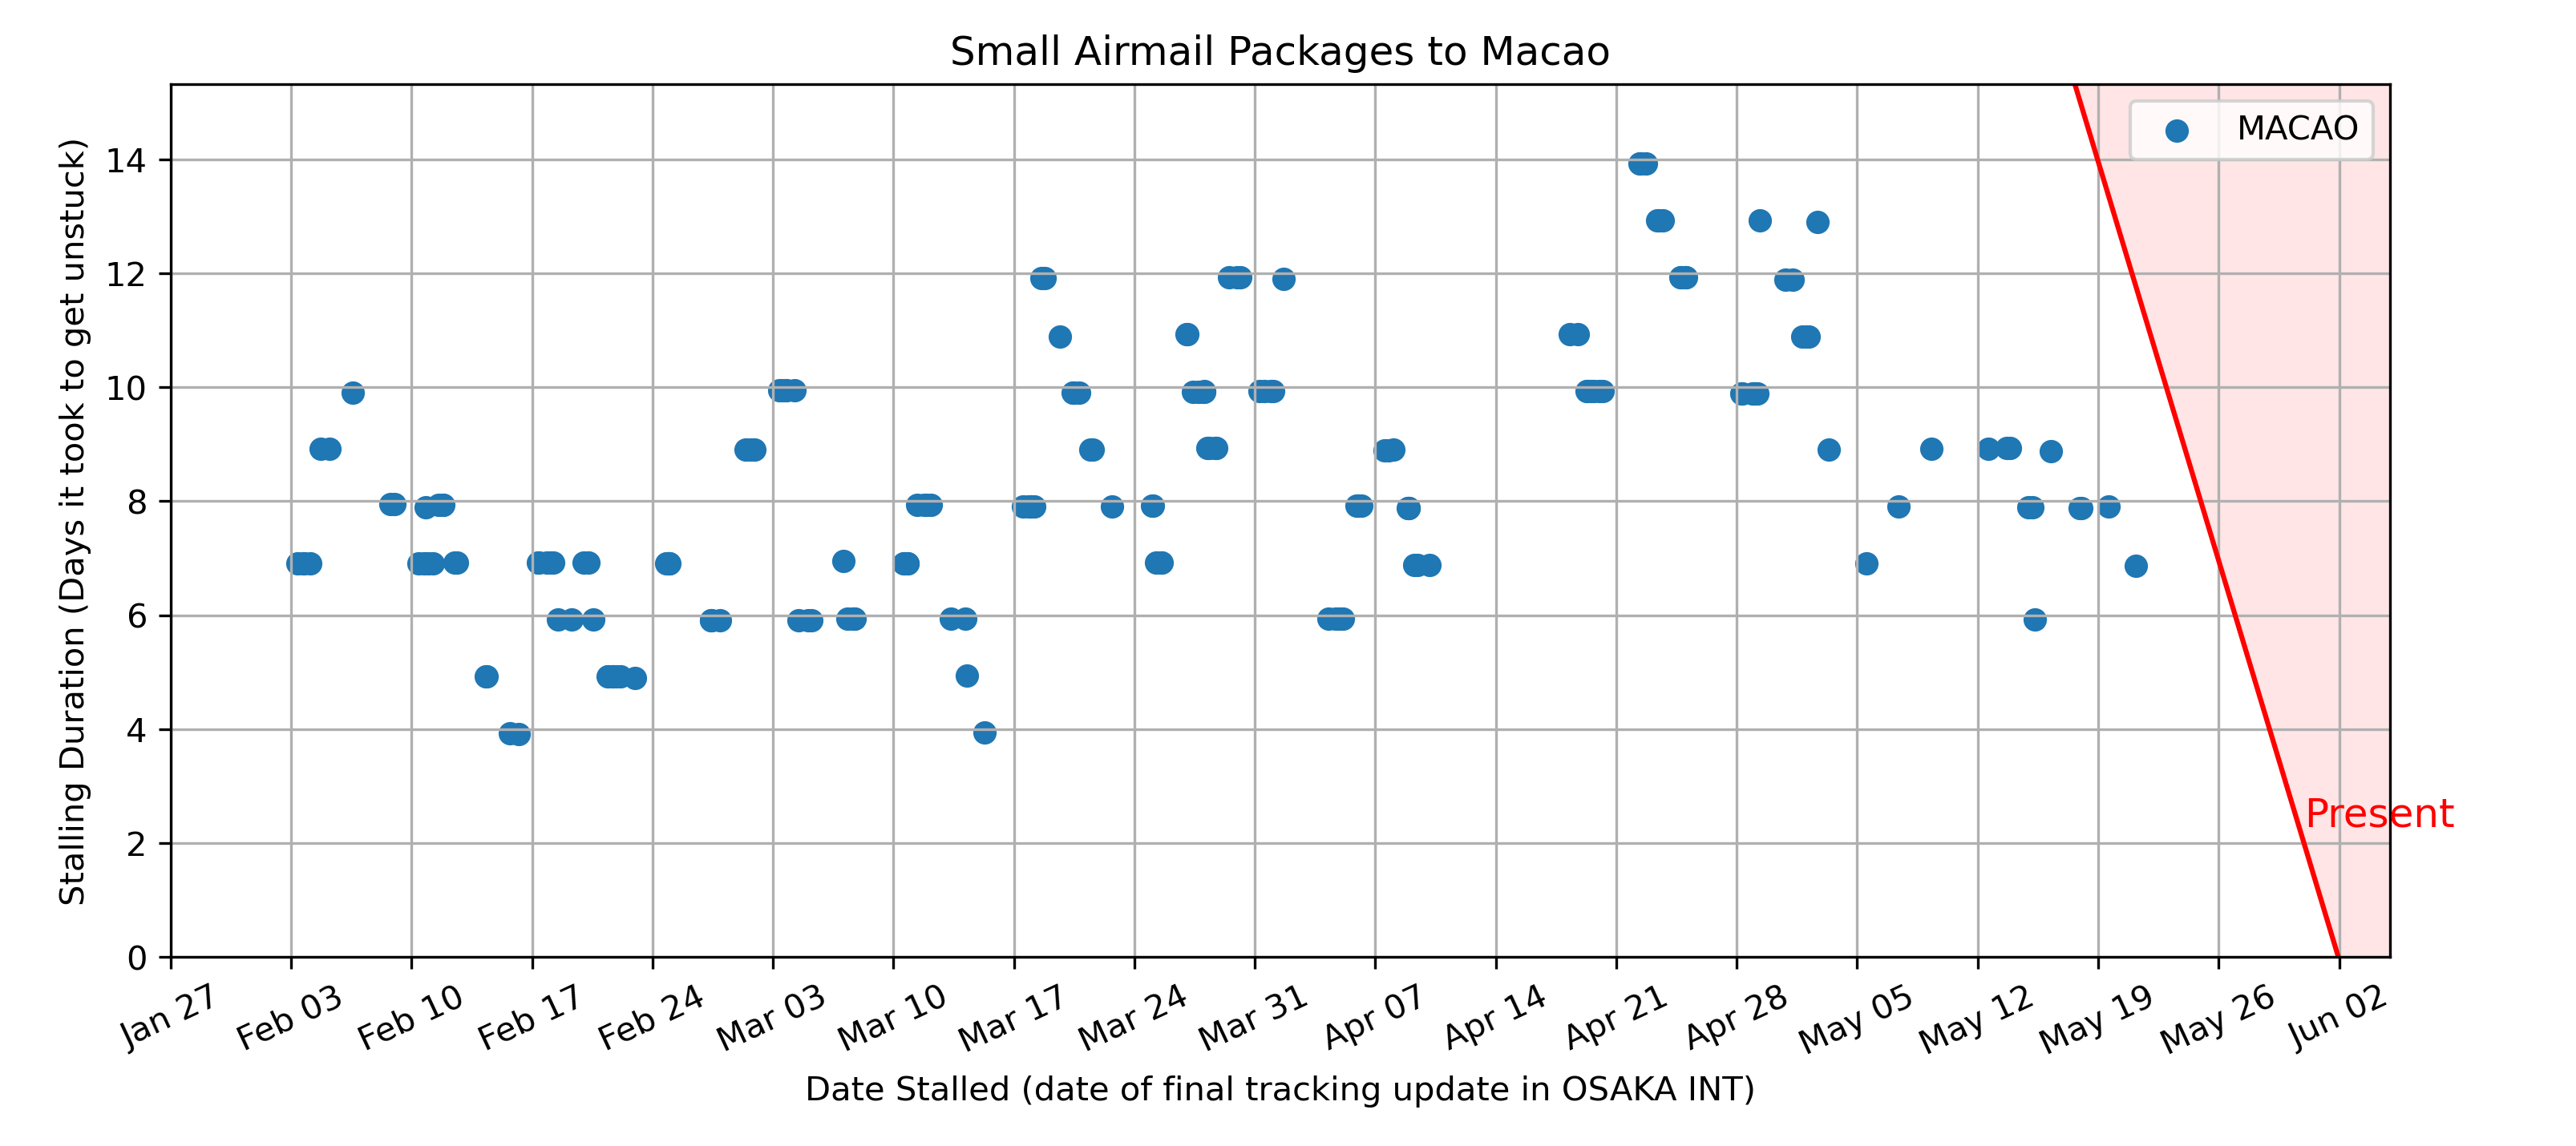 Small Airmail Packages to Macao
Stalling Duration (Days it took to get unstuck)
14
12
10
8
6
4
2
0
MACAO
Present
Jan 27
Feb 03
Feb 10
Feb 17
Feb 24
Mar 03
Mar 10
Mar 17
Mar 24
Mar 31
Apr 07
Apr 14
Apr 21
Apr 28
May 05
May 12
May 19
May 26
Jun 02
Date Stalled (date of final tracking update in OSAKA INT)